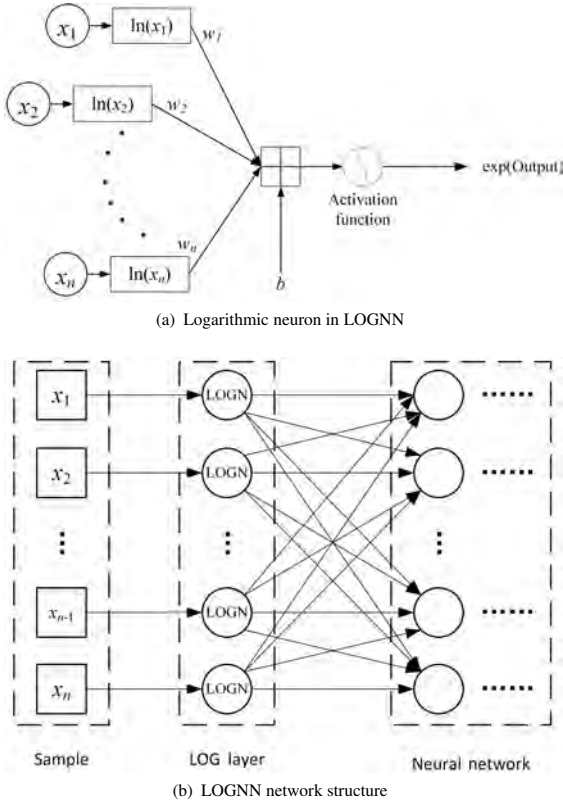 x1 ln(x1) w1
x2 ln(x2) w2
exp(Output)
Activation
function
xn ln(xn) wn
b
(a) Logarithmic neuron in LOGNN
x1 LOGN
x2 LOGN
xn-1 LOGN
xn LOGN
Sample LOG layer Neural network
(b) LOGNN network structure